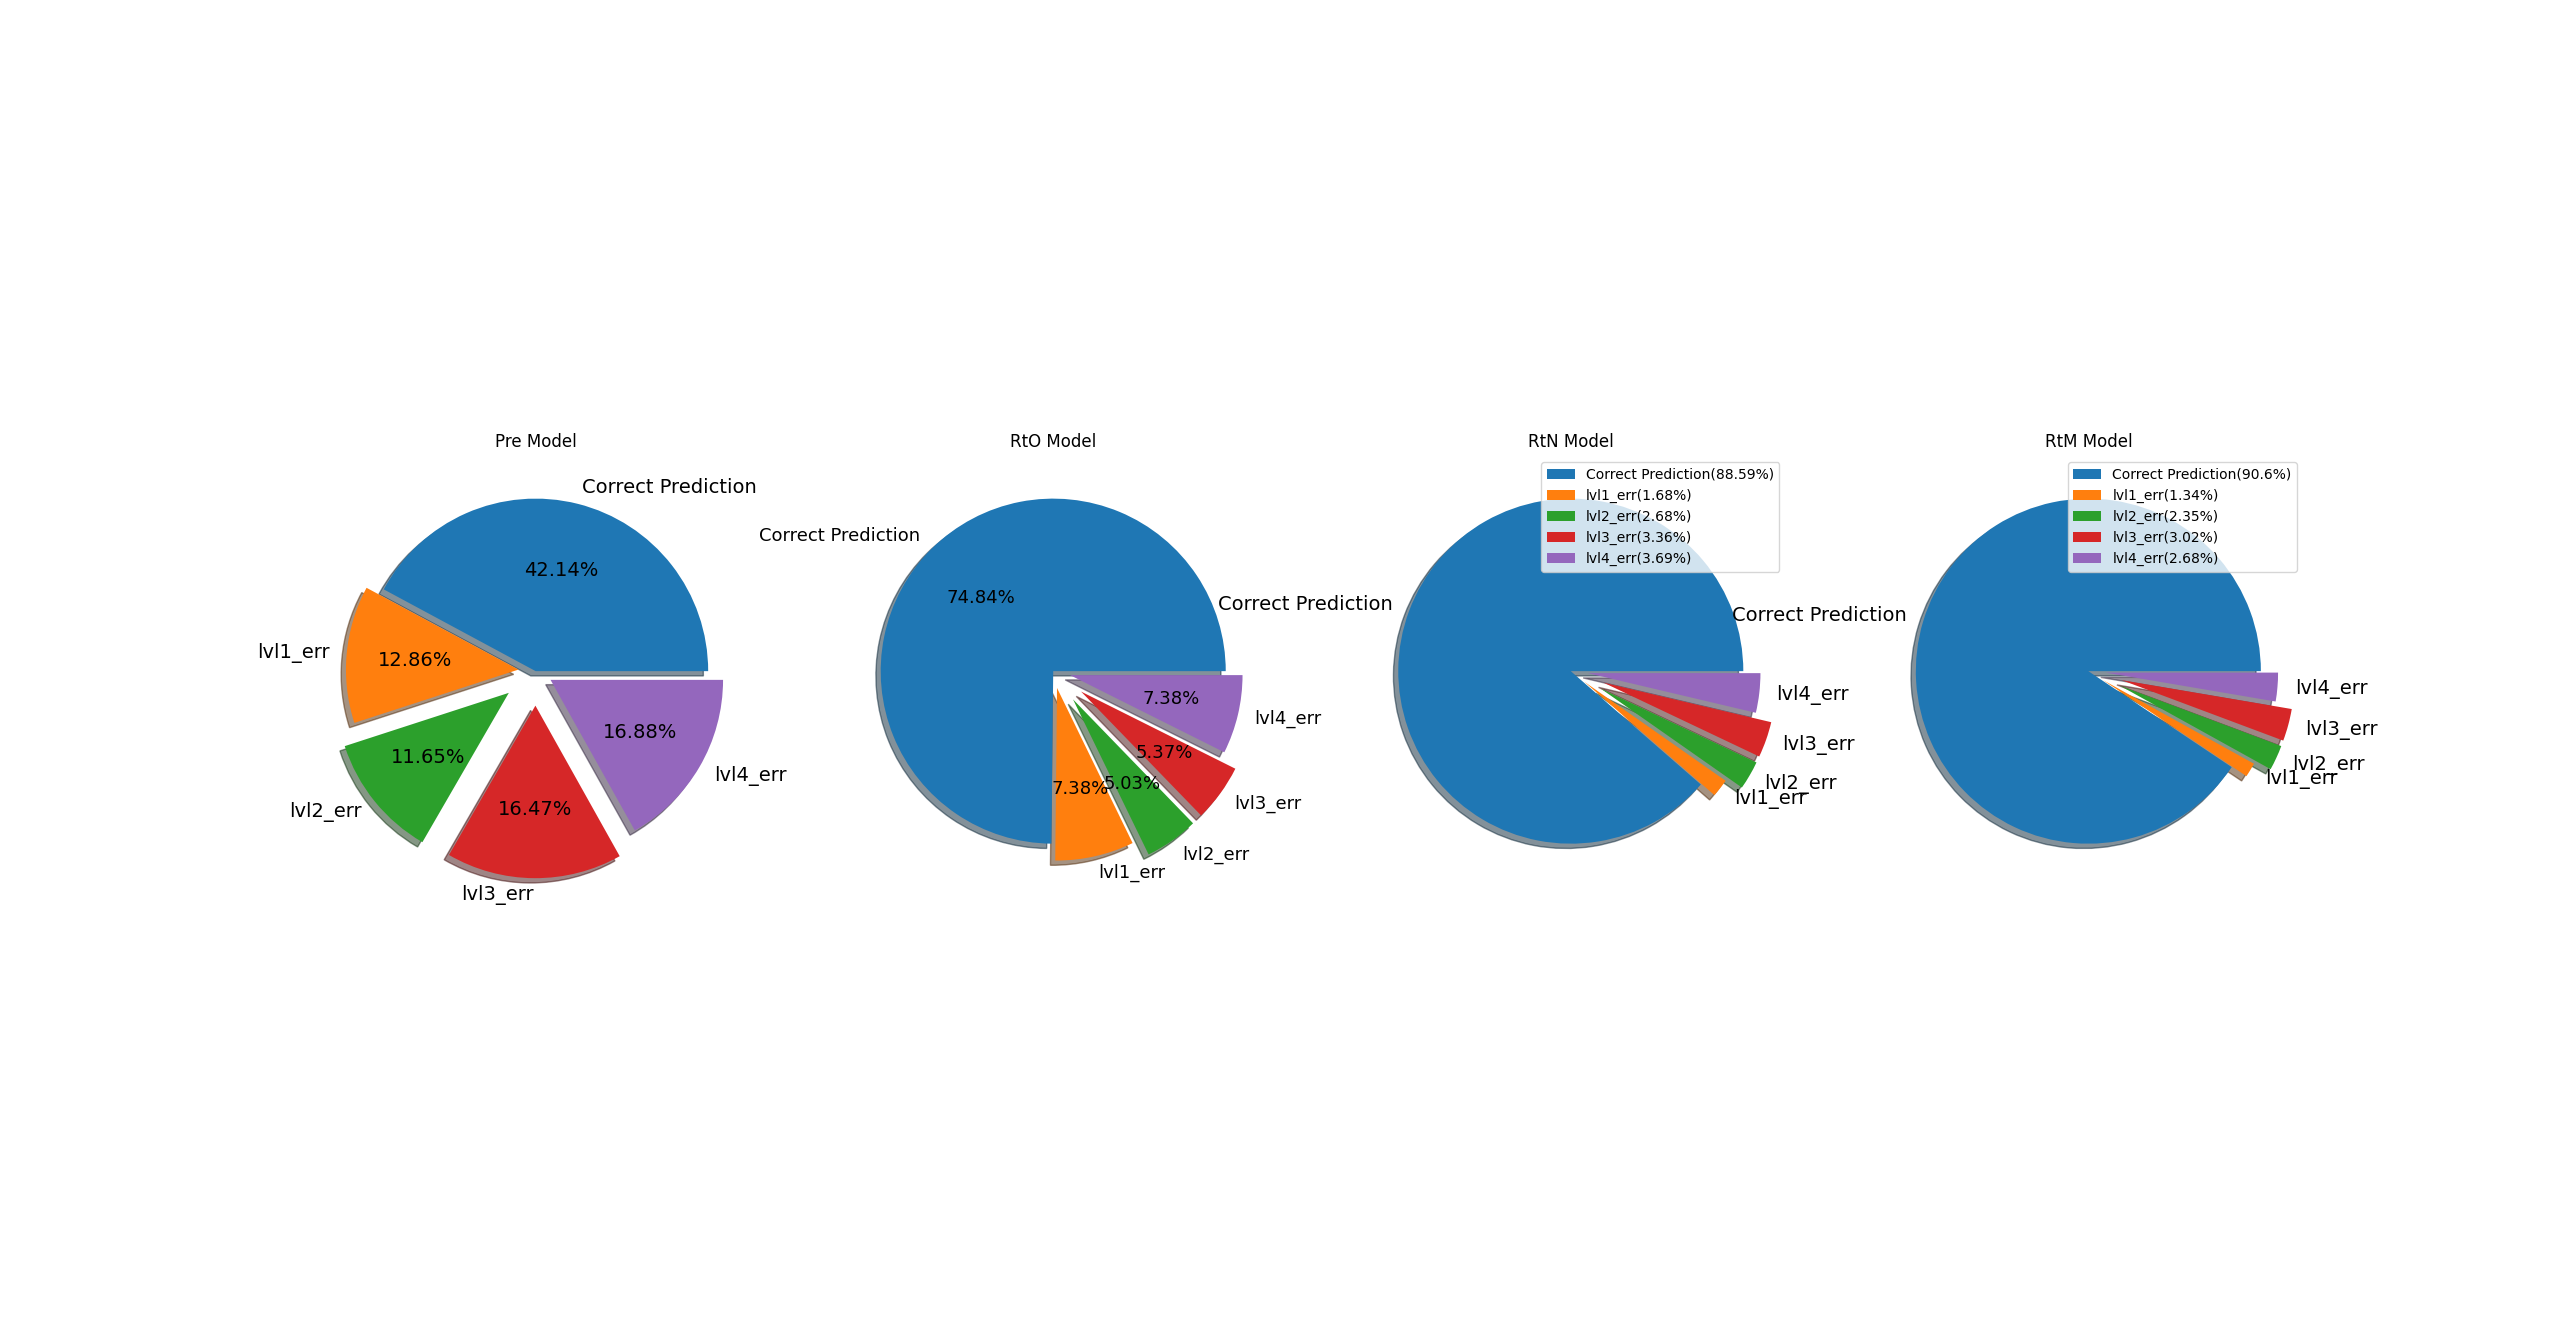 Pre Model
Correct Prediction
42.14%
lvl1_err
12.86%
lvl2_err
11.65%
lvl3_err
16.47%
lvl4_err
16.88%
RtO Model
Correct Prediction
74.84%
lvl1_err
7.38%
lvl2_err
5.03%
lvl3_err
5.37%
lvl4_err
7.38%
RtN Model
Correct Prediction(88.59%)
lvl1_err(1.68%)
lvl2_err(2.68%)
lvl3_err(3.36%)
lvl4_err(3.69%)
Correct Prediction
lvl4_err
lvl3_err
lvl2_err
lvl1_err
RtM Model
Correct Prediction(90.6%)
lvl1_err(1.34%)
lvl2_err(2.35%)
lvl3_err(3.02%)
lvl4_err(2.68%)
Correct Prediction
lvl4_err
lvl3_err
lvl2_err
lvl1_err